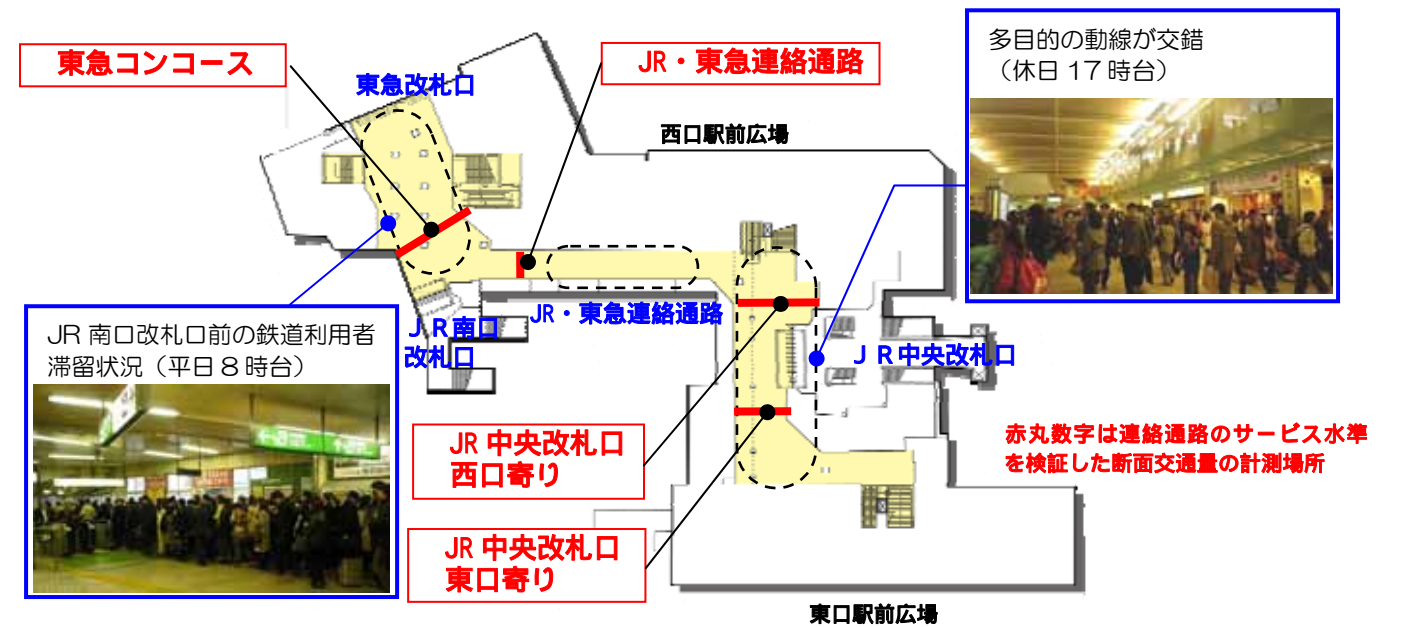 東急コンコース
JR・東急連絡通路
多目的の動線が交錯
（休日 17 時台）
東急改札口
西口駅前広場
JR 南口改札口前の鉄道利用者
滞留状況（平日８時台）
ＪＲ南口
改札口
JR・東急連絡通路
ＪＲ中央改札口
JR 中央改札口
西口寄り
赤丸数字は連絡通路のサービス水準
を検証した断面交通量の計測場所
JR 中央改札口
東口寄り
東口駅前広場